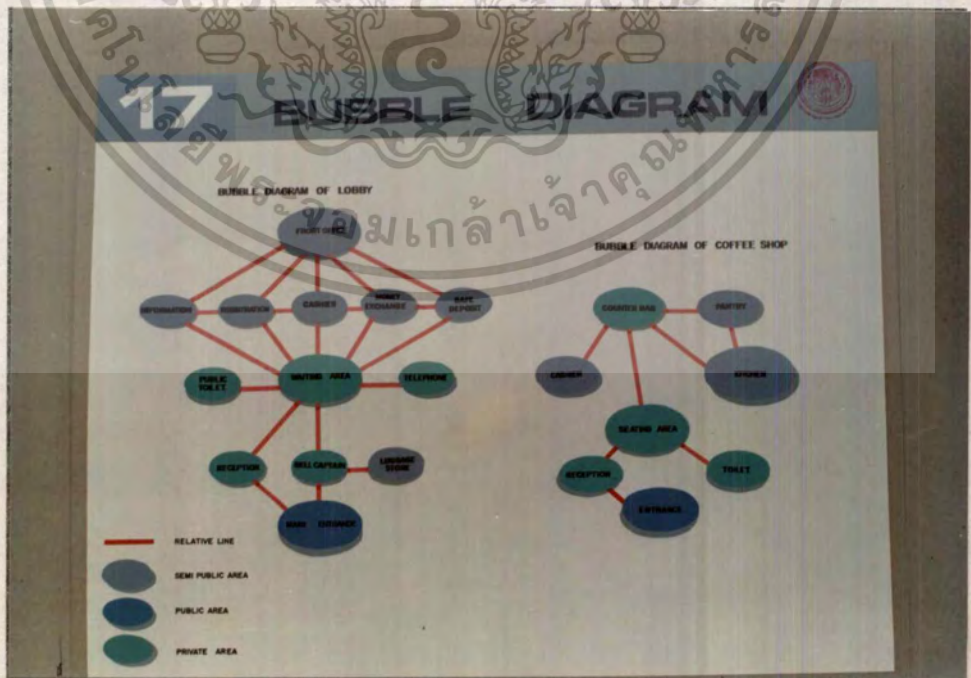 17 BUBBLE DIAGRAM
BUBBLE DIAGRAM OF LOBBY
FRONT OFFICE
INFORMATION REGISTRATION CASHIER MONEY EXCHANGE SAFE DEPOSIT
PUBLIC TOILET WAITING AREA TELEPHONE
RECEPTION BELL CAPTAIN LUGGAGE STORE
MAIN ENTRANCE
BUBBLE DIAGRAM OF COFFEE SHOP
COUNTER BAR PANTRY
CASHIER KITCHEN
SEATING AREA
RECEPTION TOILET
ENTRANCE
RELATIVE LINE
SEMI PUBLIC AREA
PUBLIC AREA
PRIVATE AREA